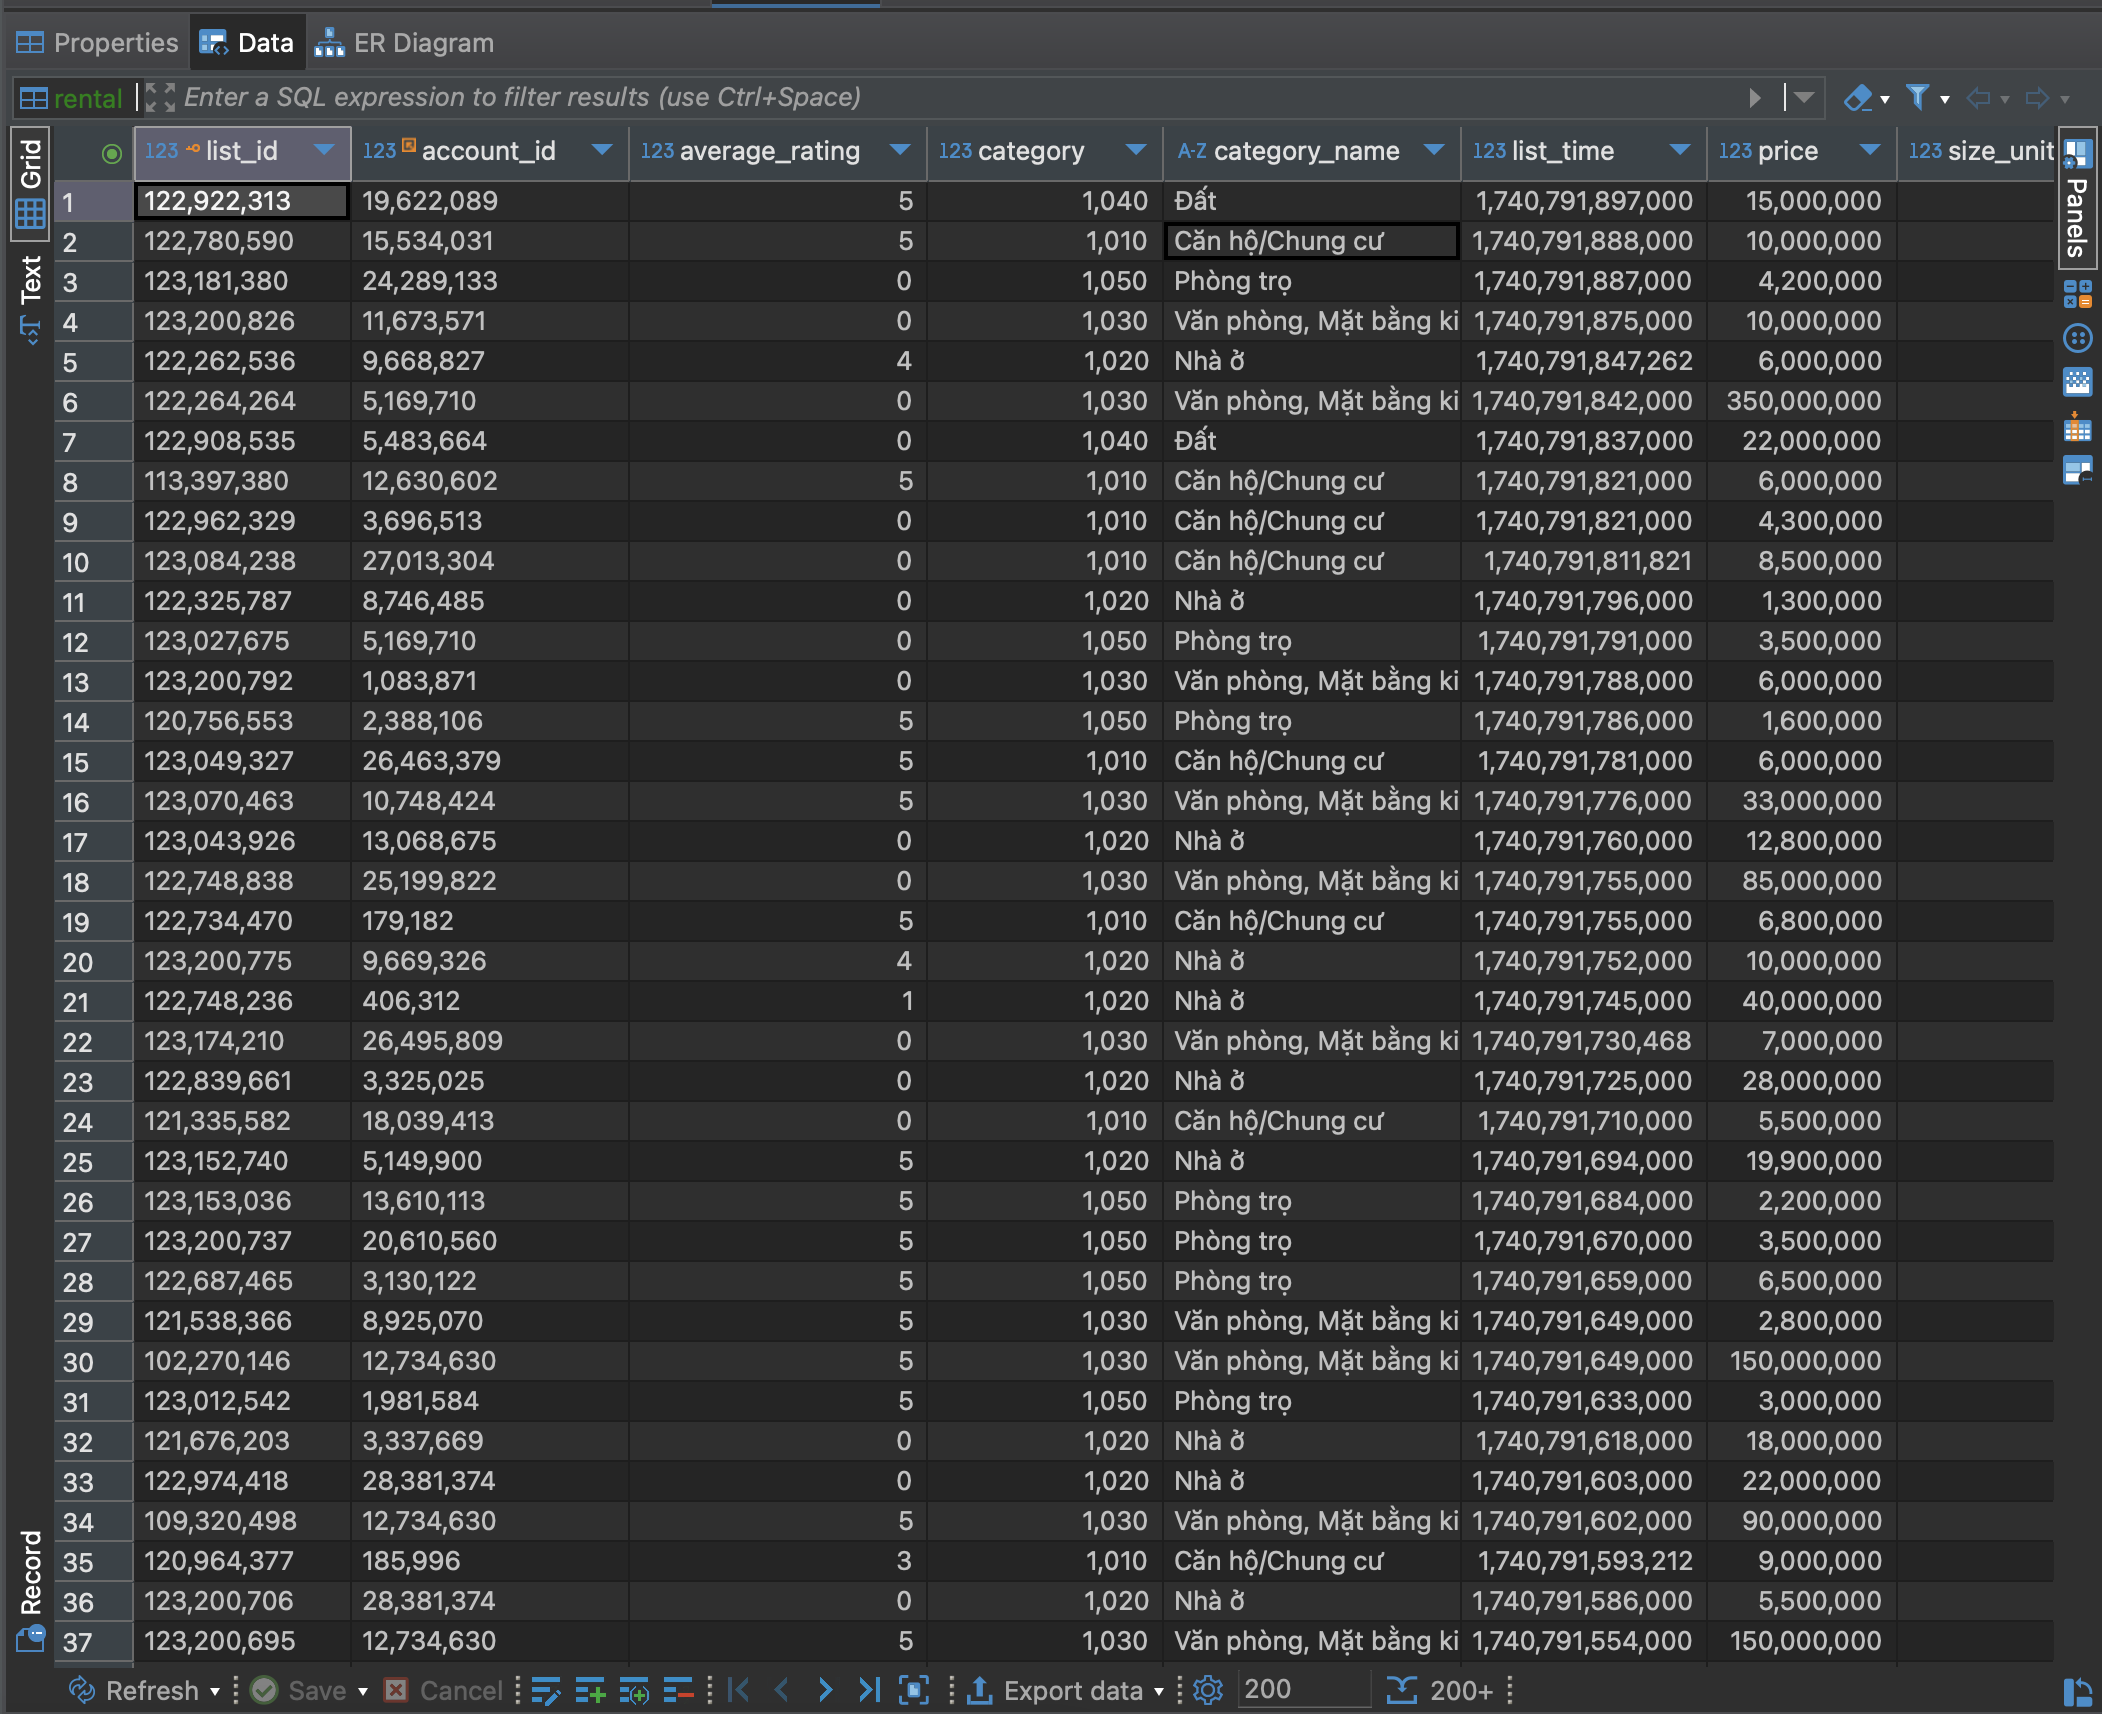 Properties Data ER Diagram
rental Enter a SQL expression to filter results (use Ctrl+Space)
Grid
Text
Record
Panels
123 list_id 123 account_id 123 average_rating 123 category A-Z category_name 123 list_time 123 price 123 size_unit
1 122,922,313 19,622,089 5 1,040 Đất 1,740,791,897,000 15,000,000
2 122,780,590 15,534,031 5 1,010 Căn hộ/Chung cư 1,740,791,888,000 10,000,000
3 123,181,380 24,289,133 0 1,050 Phòng trọ 1,740,791,887,000 4,200,000
4 123,200,826 11,673,571 0 1,030 Văn phòng, Mặt bằng ki 1,740,791,875,000 10,000,000
5 122,262,536 9,668,827 4 1,020 Nhà ở 1,740,791,847,262 6,000,000
6 122,264,264 5,169,710 0 1,030 Văn phòng, Mặt bằng ki 1,740,791,842,000 350,000,000
7 122,908,535 5,483,664 0 1,040 Đất 1,740,791,837,000 22,000,000
8 113,397,380 12,630,602 5 1,010 Căn hộ/Chung cư 1,740,791,821,000 6,000,000
9 122,962,329 3,696,513 0 1,010 Căn hộ/Chung cư 1,740,791,821,000 4,300,000
10 123,084,238 27,013,304 0 1,010 Căn hộ/Chung cư 1,740,791,811,821 8,500,000
11 122,325,787 8,746,485 0 1,020 Nhà ở 1,740,791,796,000 1,300,000
12 123,027,675 5,169,710 0 1,050 Phòng trọ 1,740,791,791,000 3,500,000
13 123,200,792 1,083,871 0 1,030 Văn phòng, Mặt bằng ki 1,740,791,788,000 6,000,000
14 120,756,553 2,388,106 5 1,050 Phòng trọ 1,740,791,786,000 1,600,000
15 123,049,327 26,463,379 5 1,010 Căn hộ/Chung cư 1,740,791,781,000 6,000,000
16 123,070,463 10,748,424 5 1,030 Văn phòng, Mặt bằng ki 1,740,791,776,000 33,000,000
17 123,043,926 13,068,675 0 1,020 Nhà ở 1,740,791,760,000 12,800,000
18 122,748,838 25,199,822 0 1,030 Văn phòng, Mặt bằng ki 1,740,791,755,000 85,000,000
19 122,734,470 179,182 5 1,010 Căn hộ/Chung cư 1,740,791,755,000 6,800,000
20 123,200,775 9,669,326 4 1,020 Nhà ở 1,740,791,752,000 10,000,000
21 122,748,236 406,312 1 1,020 Nhà ở 1,740,791,745,000 40,000,000
22 123,174,210 26,495,809 0 1,030 Văn phòng, Mặt bằng ki 1,740,791,730,468 7,000,000
23 122,839,661 3,325,025 0 1,020 Nhà ở 1,740,791,725,000 28,000,000
24 121,335,582 18,039,413 0 1,010 Căn hộ/Chung cư 1,740,791,710,000 5,500,000
25 123,152,740 5,149,900 5 1,020 Nhà ở 1,740,791,694,000 19,900,000
26 123,153,036 13,610,113 5 1,050 Phòng trọ 1,740,791,684,000 2,200,000
27 123,200,737 20,610,560 5 1,050 Phòng trọ 1,740,791,670,000 3,500,000
28 122,687,465 3,130,122 5 1,050 Phòng trọ 1,740,791,659,000 6,500,000
29 121,538,366 8,925,070 5 1,030 Văn phòng, Mặt bằng ki 1,740,791,649,000 2,800,000
30 102,270,146 12,734,630 5 1,030 Văn phòng, Mặt bằng ki 1,740,791,649,000 150,000,000
31 123,012,542 1,981,584 5 1,050 Phòng trọ 1,740,791,633,000 3,000,000
32 121,676,203 3,337,669 0 1,020 Nhà ở 1,740,791,618,000 18,000,000
33 122,974,418 28,381,374 0 1,020 Nhà ở 1,740,791,603,000 22,000,000
34 109,320,498 12,734,630 5 1,030 Văn phòng, Mặt bằng ki 1,740,791,602,000 90,000,000
35 120,964,377 185,996 3 1,010 Căn hộ/Chung cư 1,740,791,593,212 9,000,000
36 123,200,706 28,381,374 0 1,020 Nhà ở 1,740,791,586,000 5,500,000
37 123,200,695 12,734,630 5 1,030 Văn phòng, Mặt bằng ki 1,740,791,554,000 150,000,000
Refresh Save Cancel Export data 200 200+